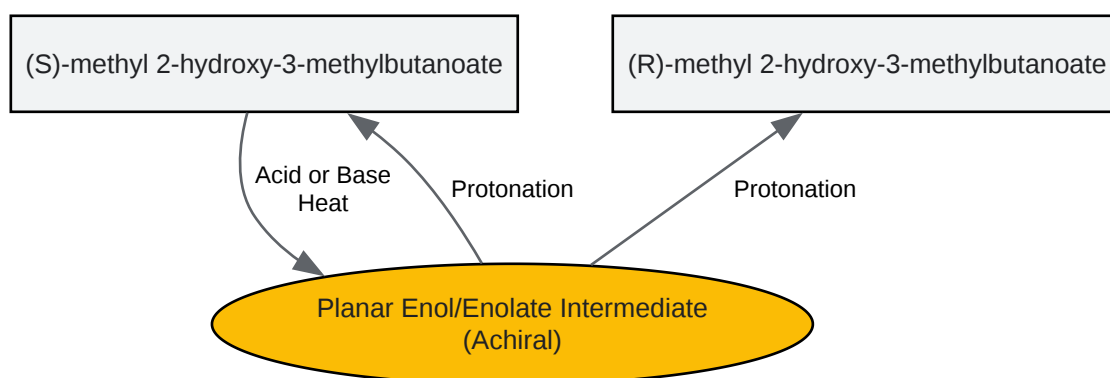 (S)-methyl 2-hydroxy-3-methylbutanoate
(R)-methyl 2-hydroxy-3-methylbutanoate
Acid or Base
Heat
Protonation
Protonation
Planar Enol/Enolate Intermediate
(Achiral)